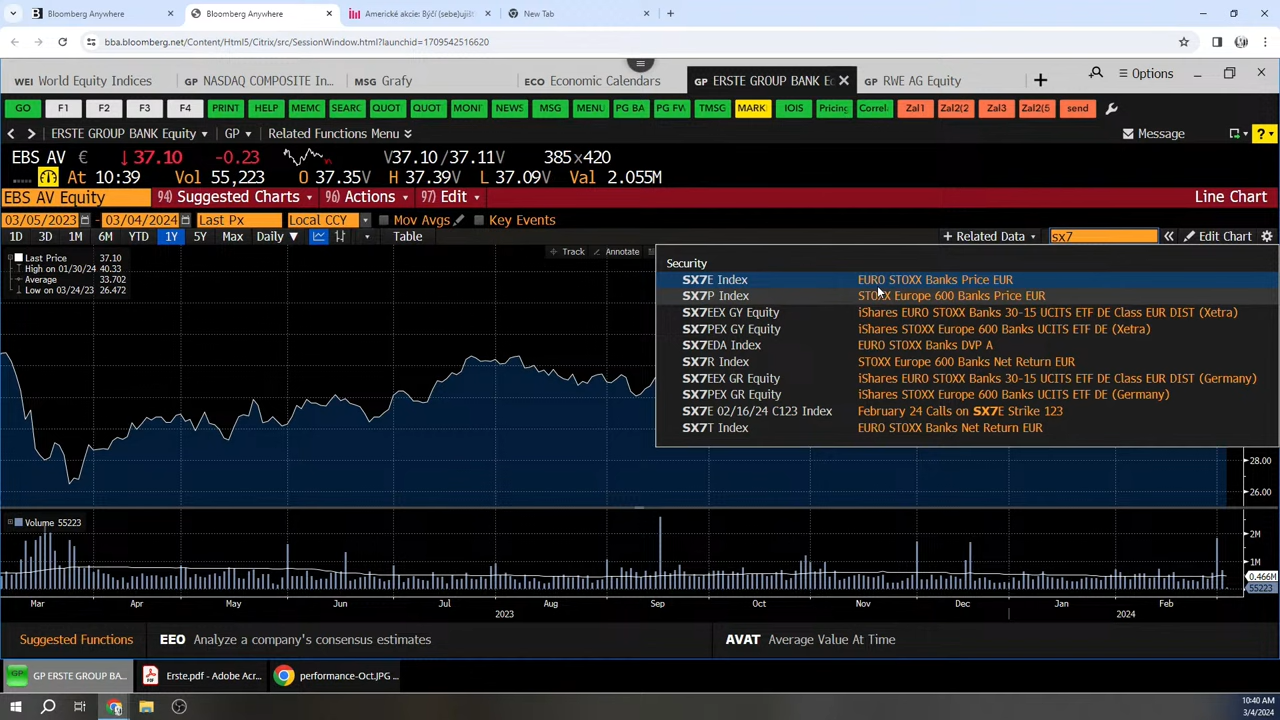 Bloomberg Anywhere
Bloomberg Anywhere
Americké akcie: Býčí (sebe)ujišť
New Tab
bba.bloomberg.net/Content/Html5/Citrix/src/SessionWindow.html?launchid=1709542516620
WEI World Equity Indices
GP NASDAQ COMPOSITE In...
MSG Grafy
ECO Economic Calendars
GP ERSTE GROUP BANK E
GP RWE AG Equity
Options
GO F1 F2 F3 F4 PRINT HELP MEMC SEARC QUOT QUOT MONI NEWS MSG MENU PG BA PG FW TMSG MARK IOIS Pricing Correla Zal1 Zal2(2 Zal3 Zal2(5 send
ERSTE GROUP BANK Equity GP Related Functions Menu Message
EBS AV € ↓37.10 -0.23 V37.10/37.11V 385x420
At 10:39 Vol 55,223 O 37.35V H 37.39V L 37.09V Val 2.055M
EBS AV Equity 94) Suggested Charts 96) Actions 97) Edit Line Chart
03/05/2023 - 03/04/2024 Last Px Local CCY Mov Avgs Key Events
1D 3D 1M 6M YTD 1Y 5Y Max Daily ▼ Table + Related Data sx7 « Edit Chart
Track Annotate
Last Price 37.10
High on 01/30/24 40.33
Average 33.702
Low on 03/24/23 26.472
Security
SX7E Index EURO STOXX Banks Price EUR
SX7P Index STOXX Europe 600 Banks Price EUR
SX7EEX GY Equity iShares EURO STOXX Banks 30-15 UCITS ETF DE Class EUR DIST (Xetra)
SX7PEX GY Equity iShares STOXX Europe 600 Banks UCITS ETF DE (Xetra)
SX7EDA Index EURO STOXX Banks DVP A
SX7R Index STOXX Europe 600 Banks Net Return EUR
SX7EEX GR Equity iShares EURO STOXX Banks 30-15 UCITS ETF DE Class EUR DIST (Germany)
SX7PEX GR Equity iShares STOXX Europe 600 Banks UCITS ETF DE (Germany)
SX7E 02/16/24 C123 Index February 24 Calls on SX7E Strike 123
SX7T Index EURO STOXX Banks Net Return EUR
28.00
26.00
Volume 55223
2M
1M
0.466M
55223
Mar Apr May Jun Jul Aug Sep Oct Nov Dec Jan Feb
2023 2024
Suggested Functions EEO Analyze a company's consensus estimates AVAT Average Value At Time
GP GP ERSTE GROUP BA...
Erste.pdf - Adobe Acr...
performance-Oct.JPG ...
10:40 AM
3/4/2024